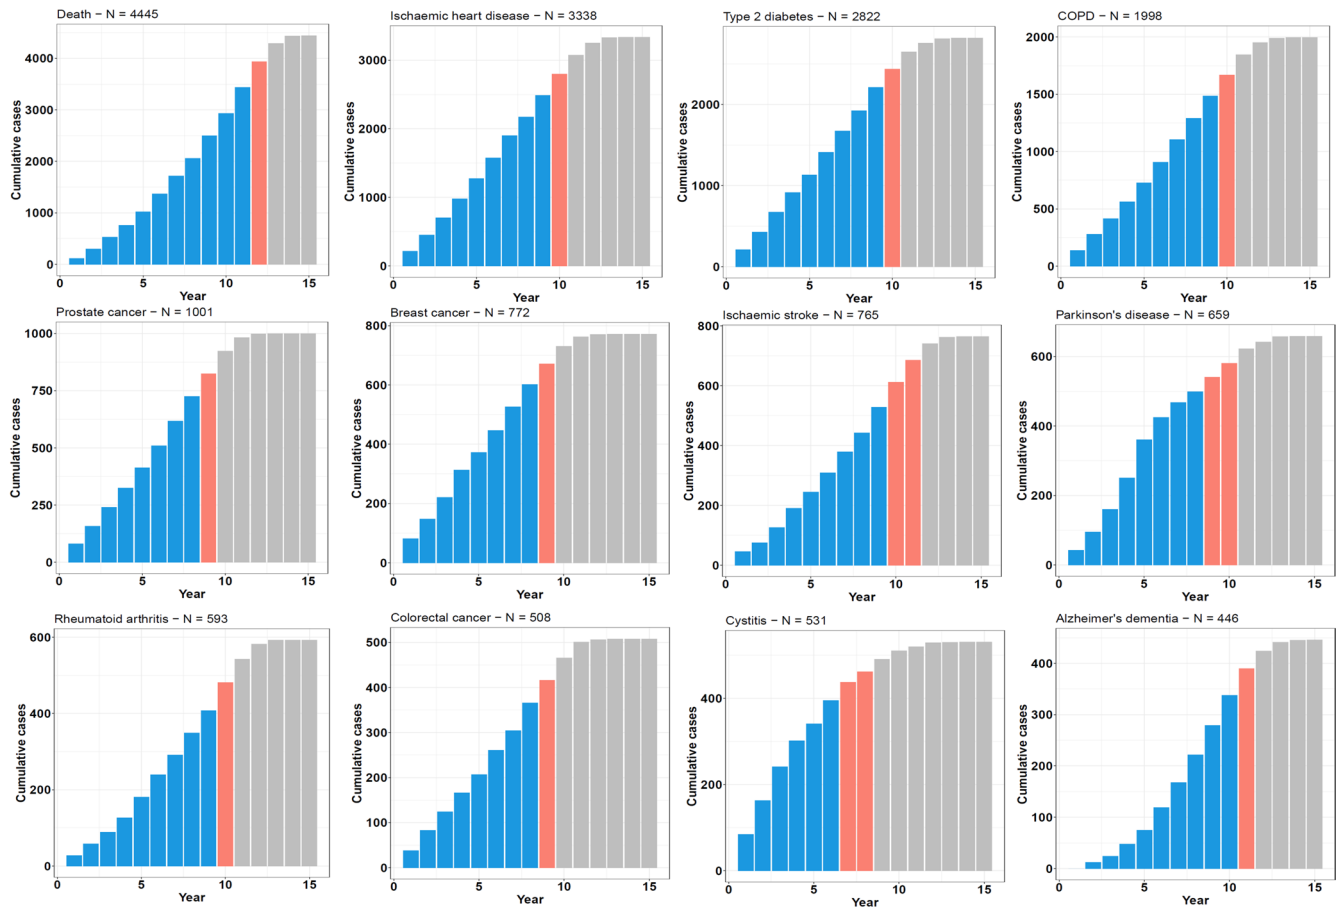 Death – N = 4445
Cumulative cases
4000
3000
2000
1000
0
0 5 10 15
Year
Ischaemic heart disease – N = 3338
Cumulative cases
3000
2000
1000
0
0 5 10 15
Year
Type 2 diabetes – N = 2822
Cumulative cases
2000
1000
0
0 5 10 15
Year
COPD – N = 1998
Cumulative cases
2000
1500
1000
500
0
0 5 10 15
Year
Prostate cancer – N = 1001
Cumulative cases
1000
750
500
250
0
0 5 10 15
Year
Breast cancer – N = 772
Cumulative cases
800
600
400
200
0
0 5 10 15
Year
Ischaemic stroke – N = 765
Cumulative cases
800
600
400
200
0
0 5 10 15
Year
Parkinson's disease – N = 659
Cumulative cases
600
400
200
0
0 5 10 15
Year
Rheumatoid arthritis – N = 593
Cumulative cases
600
400
200
0
0 5 10 15
Year
Colorectal cancer – N = 508
Cumulative cases
500
400
300
200
100
0
0 5 10 15
Year
Cystitis – N = 531
Cumulative cases
400
200
0
0 5 10 15
Year
Alzheimer's dementia – N = 446
Cumulative cases
400
300
200
100
0
0 5 10 15
Year